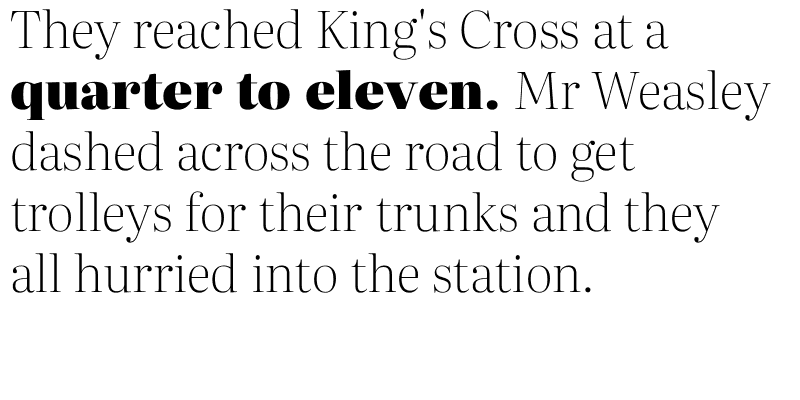 They reached King's Cross at a
quarter to eleven. Mr Weasley
dashed across the road to get
trolleys for their trunks and they
all hurried into the station.